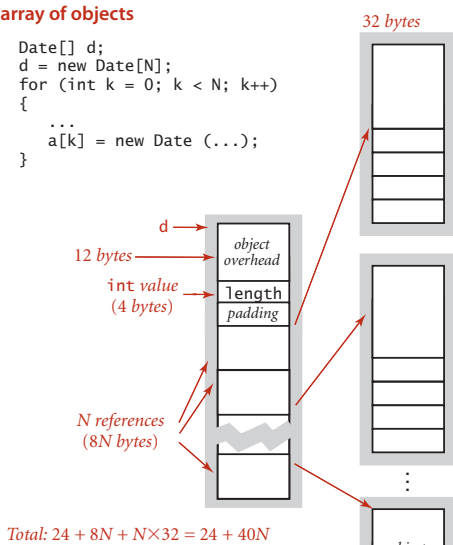 array of objects
Date[] d;
d = new Date[N];
for (int k = 0; k < N; k++)
{
...
a[k] = new Date (...);
}
32 bytes
d
12 bytes
object
overhead
int value
(4 bytes)
length
padding
N references
(8N bytes)
Total: 24 + 8N + N×32 = 24 + 40N